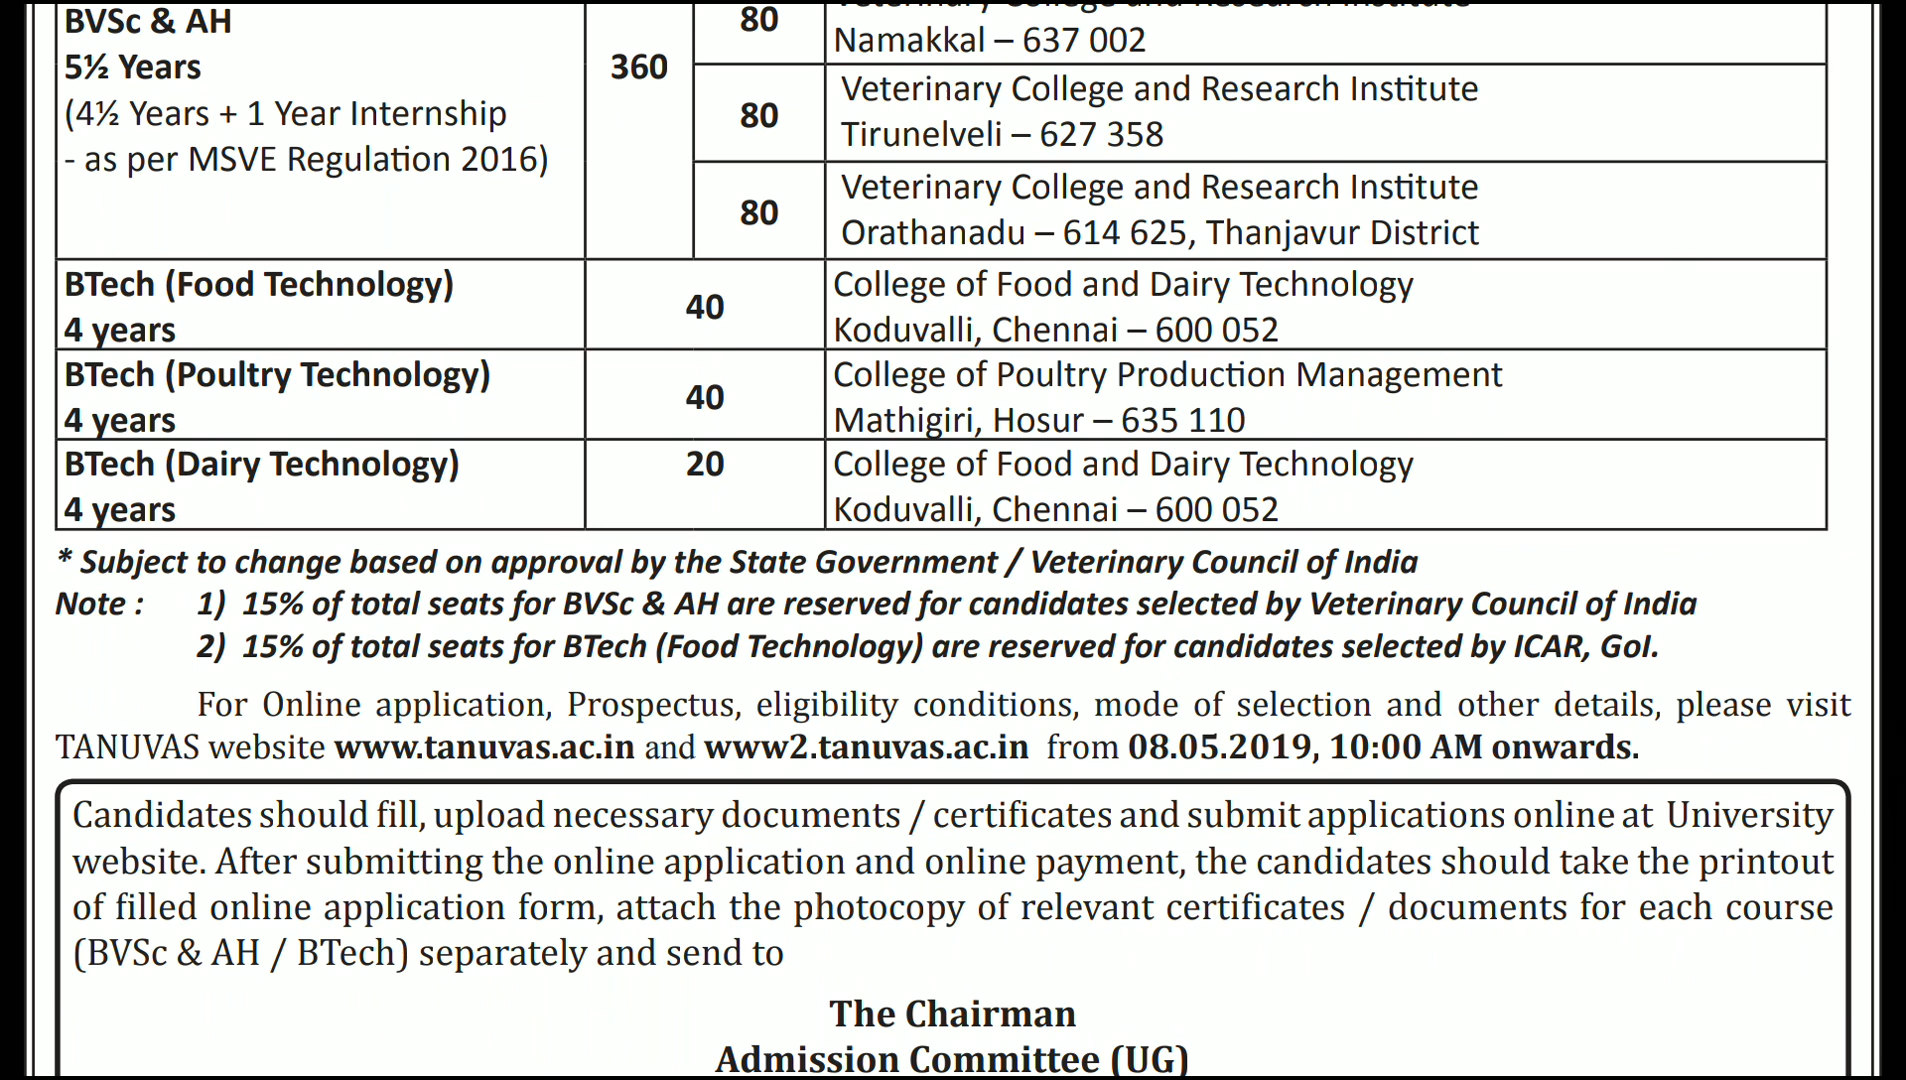 BVSc & AH
5½ Years
(4½ Years + 1 Year Internship
- as per MSVE Regulation 2016)
360
80
Veterinary College and Research Institute
Namakkal – 637 002
80
Veterinary College and Research Institute
Tirunelveli – 627 358
80
Veterinary College and Research Institute
Orathanadu – 614 625, Thanjavur District
BTech (Food Technology)
4 years
40
College of Food and Dairy Technology
Koduvalli, Chennai – 600 052
BTech (Poultry Technology)
4 years
40
College of Poultry Production Management
Mathigiri, Hosur – 635 110
BTech (Dairy Technology)
4 years
20
College of Food and Dairy Technology
Koduvalli, Chennai – 600 052
* Subject to change based on approval by the State Government / Veterinary Council of India
Note : 1) 15% of total seats for BVSc & AH are reserved for candidates selected by Veterinary Council of India
2) 15% of total seats for BTech (Food Technology) are reserved for candidates selected by ICAR, GoI.
For Online application, Prospectus, eligibility conditions, mode of selection and other details, please visit
TANUVAS website www.tanuvas.ac.in and www2.tanuvas.ac.in from 08.05.2019, 10:00 AM onwards.
Candidates should fill, upload necessary documents / certificates and submit applications online at University
website. After submitting the online application and online payment, the candidates should take the printout
of filled online application form, attach the photocopy of relevant certificates / documents for each course
(BVSc & AH / BTech) separately and send to
The Chairman
Admission Committee (UG)